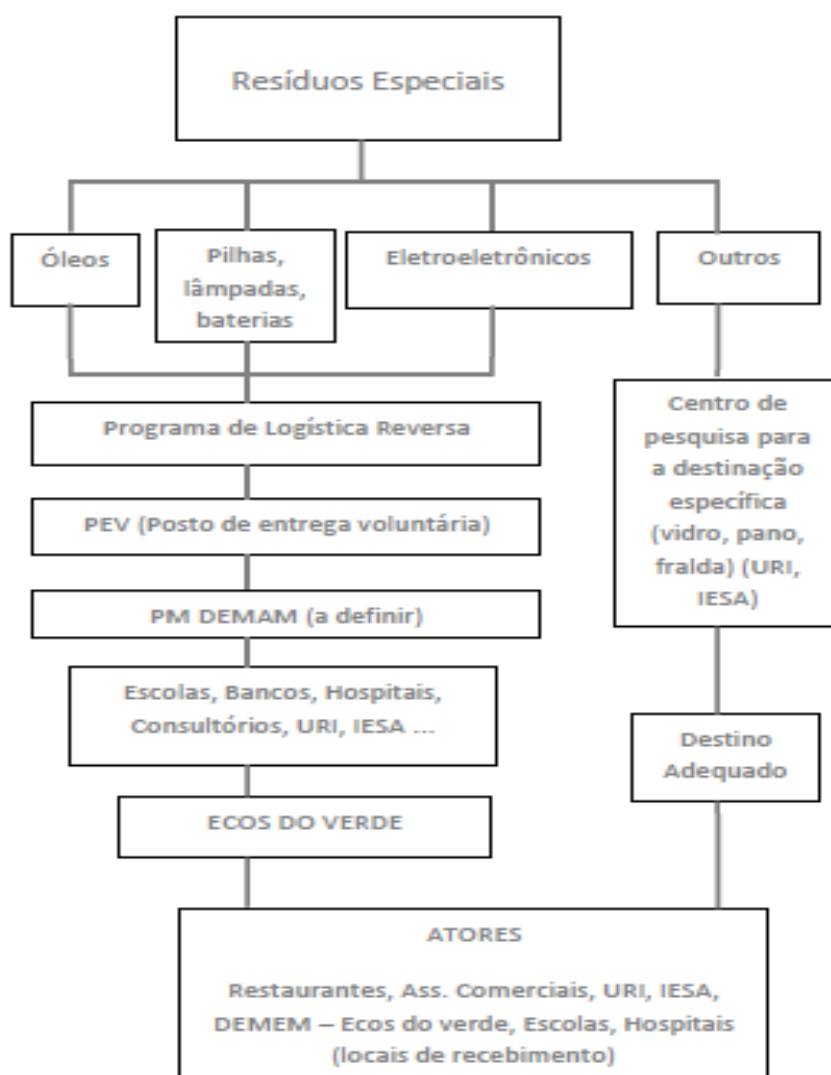 Resíduos Especiais
Óleos
Pilhas,
lâmpadas,
baterias
Eletroeletrônicos
Outros
Programa de Logística Reversa
PEV (Posto de entrega voluntária)
PM DEMAM (a definir)
Escolas, Bancos, Hospitais,
Consultórios, URI, IESA ...
ECOS DO VERDE
Centro de
pesquisa para
a destinação
específica
(vidro, pano,
fralda) (URI,
IESA)
Destino
Adequado
ATORES
Restaurantes, Ass. Comerciais, URI, IESA,
DEMEM – Ecos do verde, Escolas, Hospitais
(locais de recebimento)